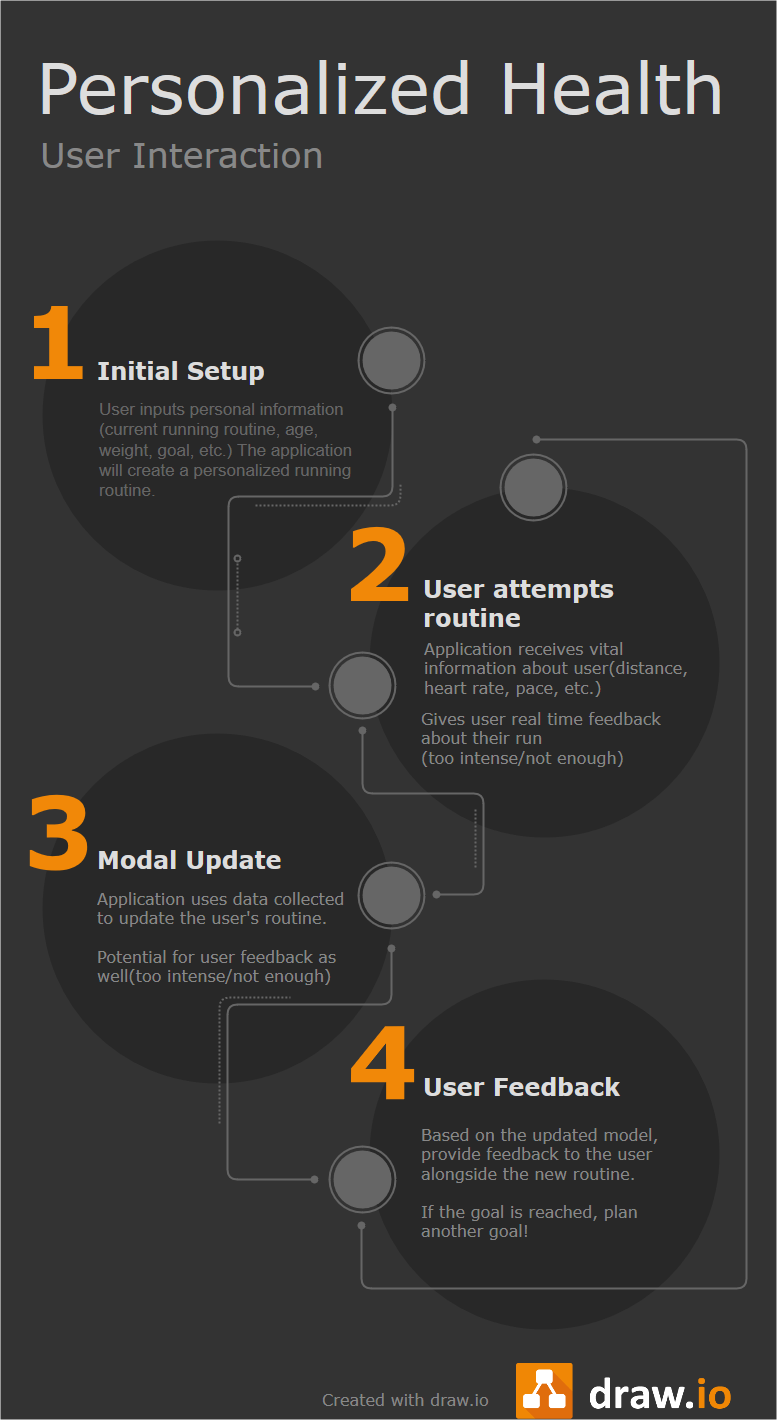 Personalized Health
User Interaction
1
Initial Setup
User inputs personal information
(current running routine, age,
weight, goal, etc.) The application
will create a personalized running
routine.
2
User attempts
routine
Application receives vital
information about user(distance,
heart rate, pace, etc.)
Gives user real time feedback
about their run
(too intense/not enough)
3
Modal Update
Application uses data collected
to update the user's routine.
Potential for user feedback as
well(too intense/not enough)
4
User Feedback
Based on the updated model,
provide feedback to the user
alongside the new routine.
If the goal is reached, plan
another goal!
Created with draw.io
draw.io